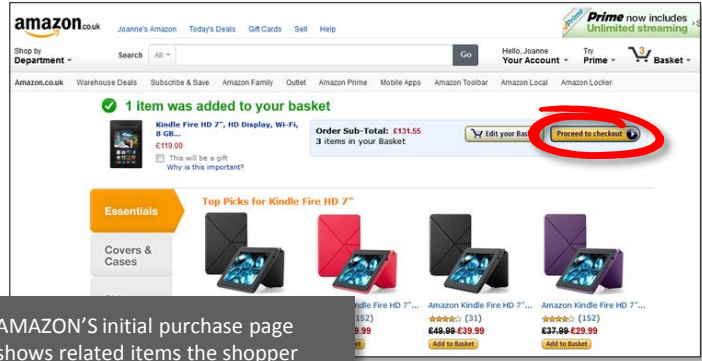 amazon.co.uk Joanne's Amazon Today's Deals Gift Cards Sell Help
Prime now includes
Unlimited streaming
Shop by
Department
Search All Go
Hello, Joanne
Your Account
Try
Prime
3
Basket
Amazon.co.uk Warehouse Deals Subscribe & Save Amazon Family Outlet Amazon Prime Mobile Apps Amazon Toolbar Amazon Local Amazon Locker
1 item was added to your basket
Kindle Fire HD 7", HD Display, Wi-Fi,
8 GB...
£119.00
This will be a gift
Why is this important?
Order Sub-Total: £131.55
3 items in your Basket
Edit your Bas
Proceed to checkout
Essentials
Covers &
Cases
Top Picks for Kindle Fire HD 7"
ndle Fire HD 7"... Amazon Kindle Fire HD 7"... Amazon Kindle Fire HD 7"...
(152) (31) (152)
9.99 £49.99 £39.99 £37.99 £29.99
et Add to Basket Add to Basket
AMAZON'S initial purchase page
shows related items the shopper